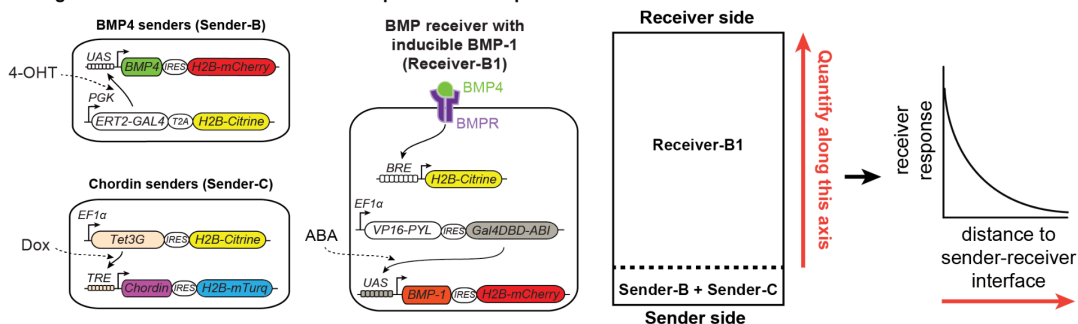 BMP4 senders (Sender-B)
4-OHT
UAS
BMP4
IRES
H2B-mCherry
PGK
ERT2-GAL4
T2A
H2B-Citrine
Chordin senders (Sender-C)
Dox
EF1α
Tet3G
IRES
H2B-Citrine
TRE
Chordin
IRES
H2B-mTurq
BMP receiver with
inducible BMP-1
(Receiver-B1)
BMP4
BMPR
BRE
H2B-Citrine
EF1α
VP16-PYL
IRES
Gal4DBD-ABI
ABA
UAS
BMP-1
IRES
H2B-mCherry
Receiver side
Receiver-B1
Sender-B + Sender-C
Sender side
Quantify along this axis
receiver
response
distance to
sender-receiver
interface